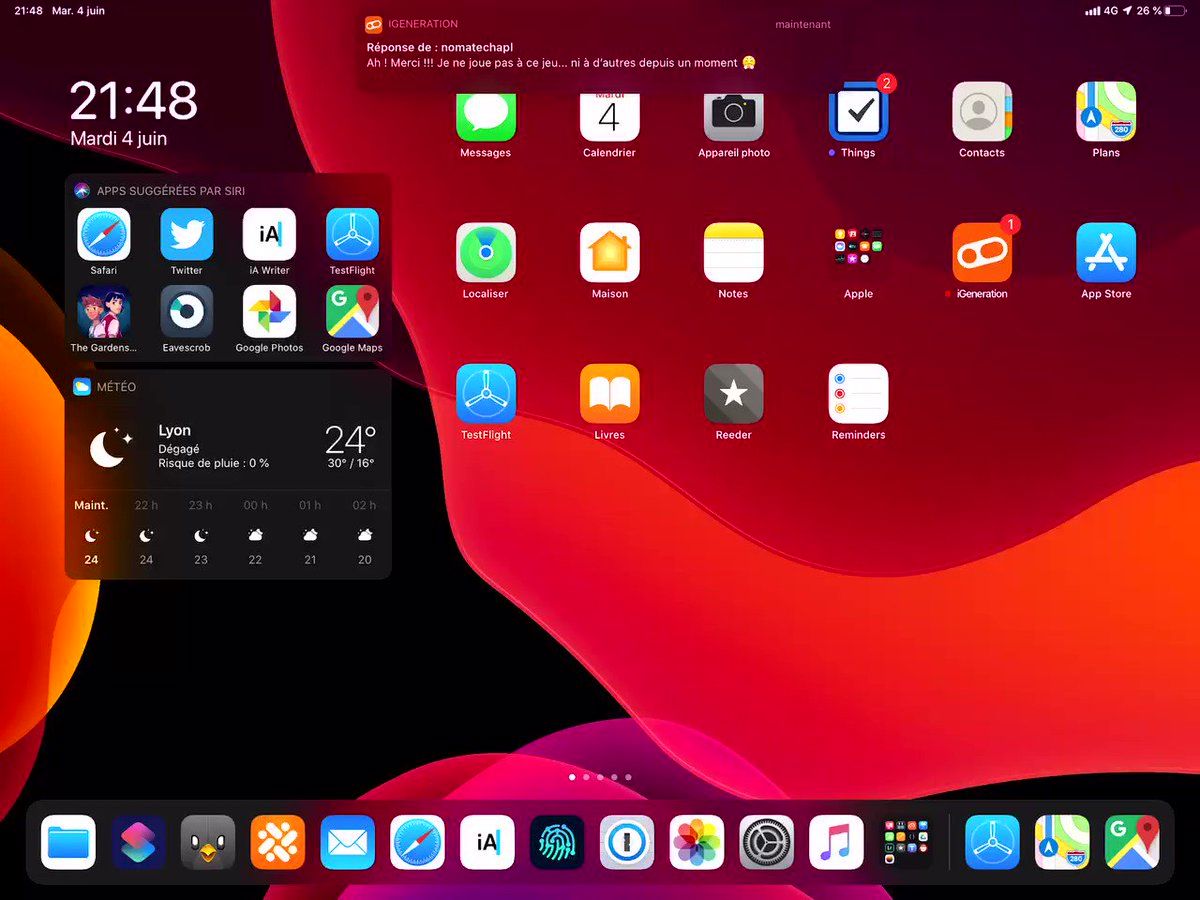 21:48 Mar. 4 juin
4G 26 %
IGENERATION maintenant
Réponse de : nomatechapl
Ah ! Merci !!! Je ne joue pas à ce jeu... ni à d'autres depuis un moment 😤
21:48
Mardi 4 juin
APPS SUGGÉRÉES PAR SIRI
iA
Safari Twitter iA Writer TestFlight
G
The Gardens... Eavescrob Google Photos Google Maps
MÉTÉO
Lyon
Dégagé
Risque de pluie : 0 %
24°
30° / 16°
Maint. 22 h 23 h 00 h 01 h 02 h
24 24 23 22 21 20
Mardi
4
2
280
Messages Calendrier Appareil photo Things Contacts Plans
1
Localiser Maison Notes Apple iGeneration App Store
TestFlight Livres Reeder Reminders
iA
280
G